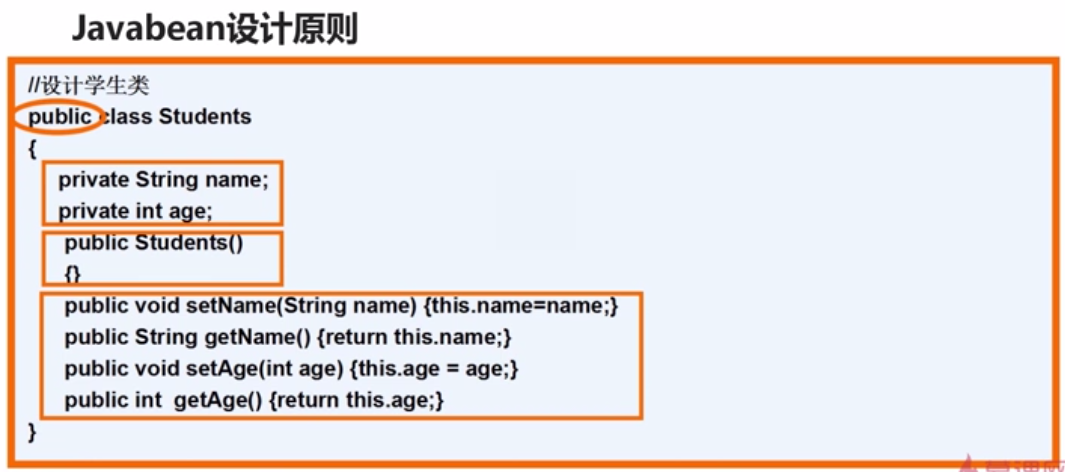 Javabean设计原则
//设计学生类
public class Students
{
private String name;
private int age;
public Students()
{}
public void setName(String name) {this.name=name;}
public String getName() {return this.name;}
public void setAge(int age) {this.age = age;}
public int  getAge() {return this.age;}
}